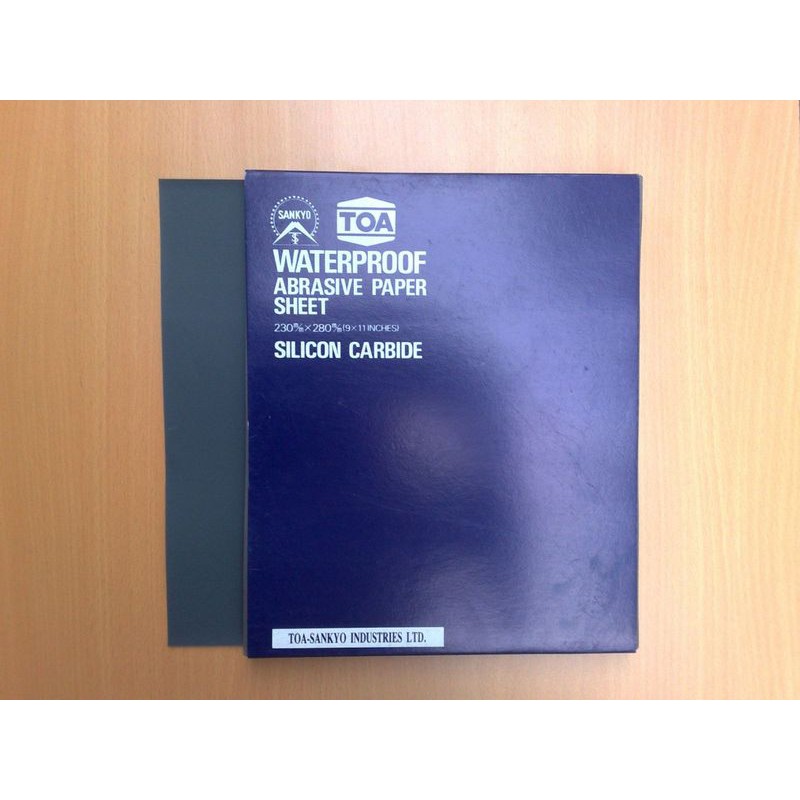 SANKYO
TOA
WATERPROOF
ABRASIVE PAPER
SHEET
230㎜×280㎜(9×11 INCHES)
SILICON CARBIDE
TOA-SANKYO INDUSTRIES LTD.